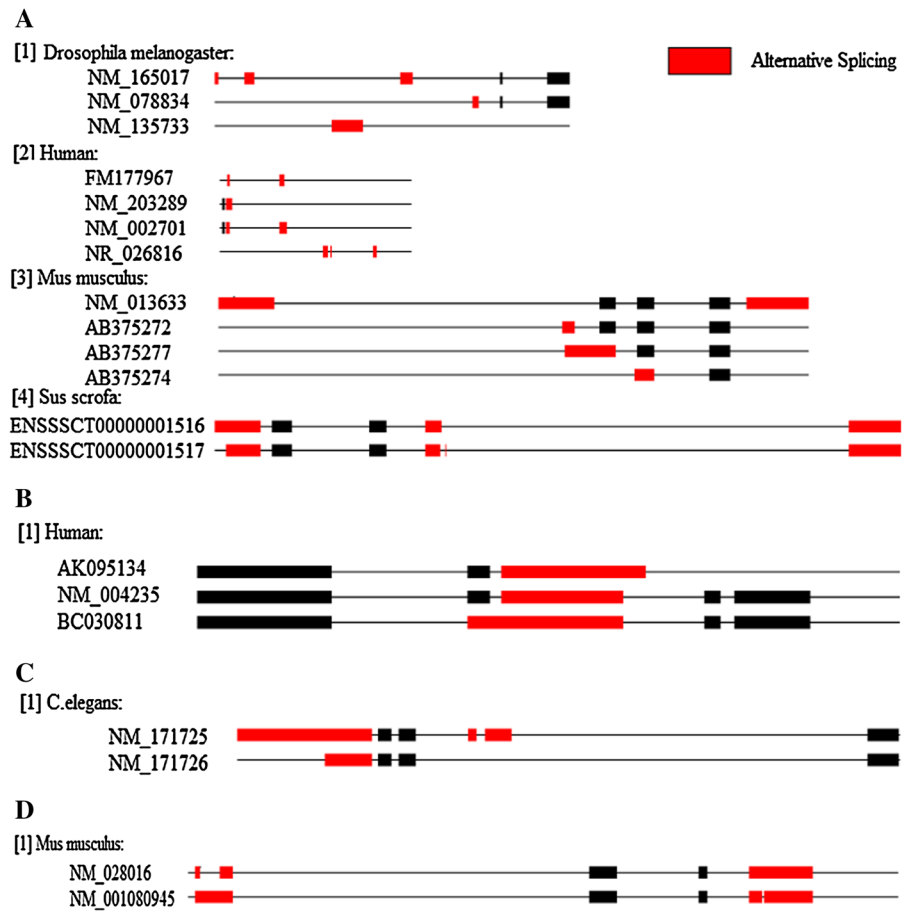 A
[1] Drosophila melanogaster:
Alternative Splicing
NM_165017
NM_078834
NM_135733
[2] Human:
FM177967
NM_203289
NM_002701
NR_026816
[3] Mus musculus:
NM_013633
AB375272
AB375277
AB375274
[4] Sus scrofa:
ENSSSCT00000001516
ENSSSCT00000001517
B
[1] Human:
AK095134
NM_004235
BC030811
C
[1] C.elegans:
NM_171725
NM_171726
D
[1] Mus musculus:
NM_028016
NM_001080945